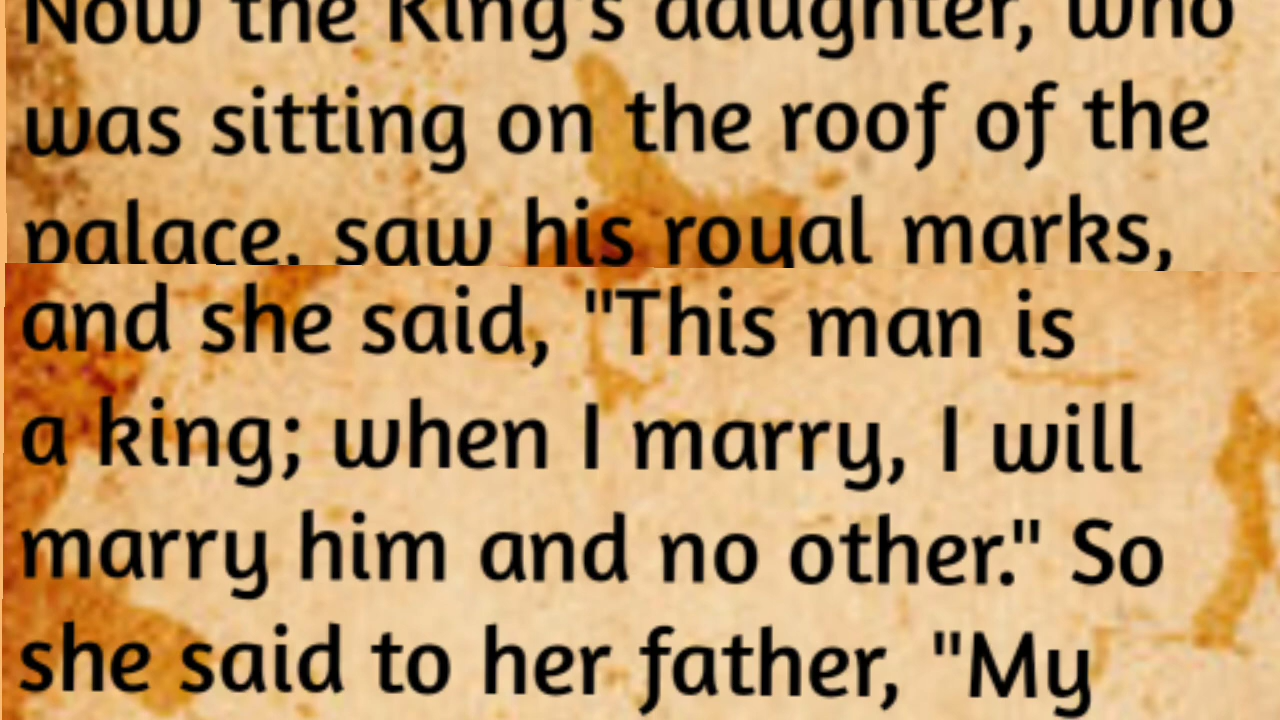 Now the King's daughter, who
was sitting on the roof of the
palace, saw his royal marks,
and she said, "This man is
a king; when I marry, I will
marry him and no other." So
she said to her father, "My